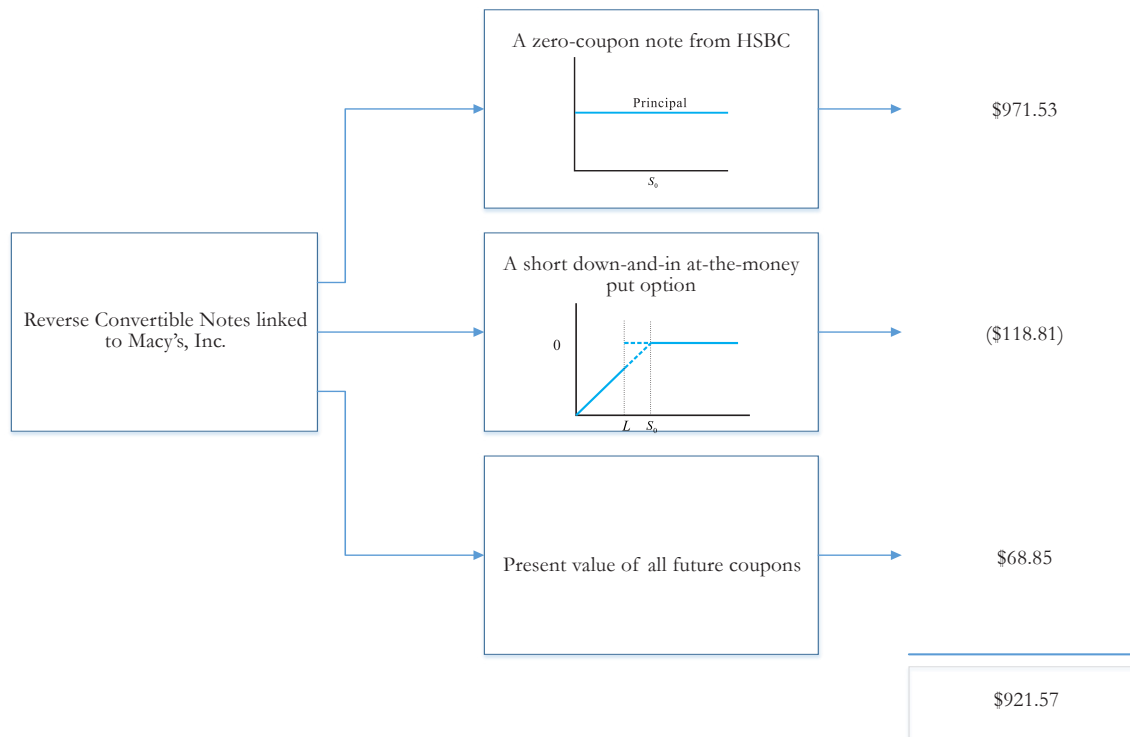 A zero-coupon note from HSBC
Principal
S₀
$971.53
Reverse Convertible Notes linked
to Macy's, Inc.
A short down-and-in at-the-money
put option
0
L S₀
($118.81)
Present value of all future coupons
$68.85
$921.57